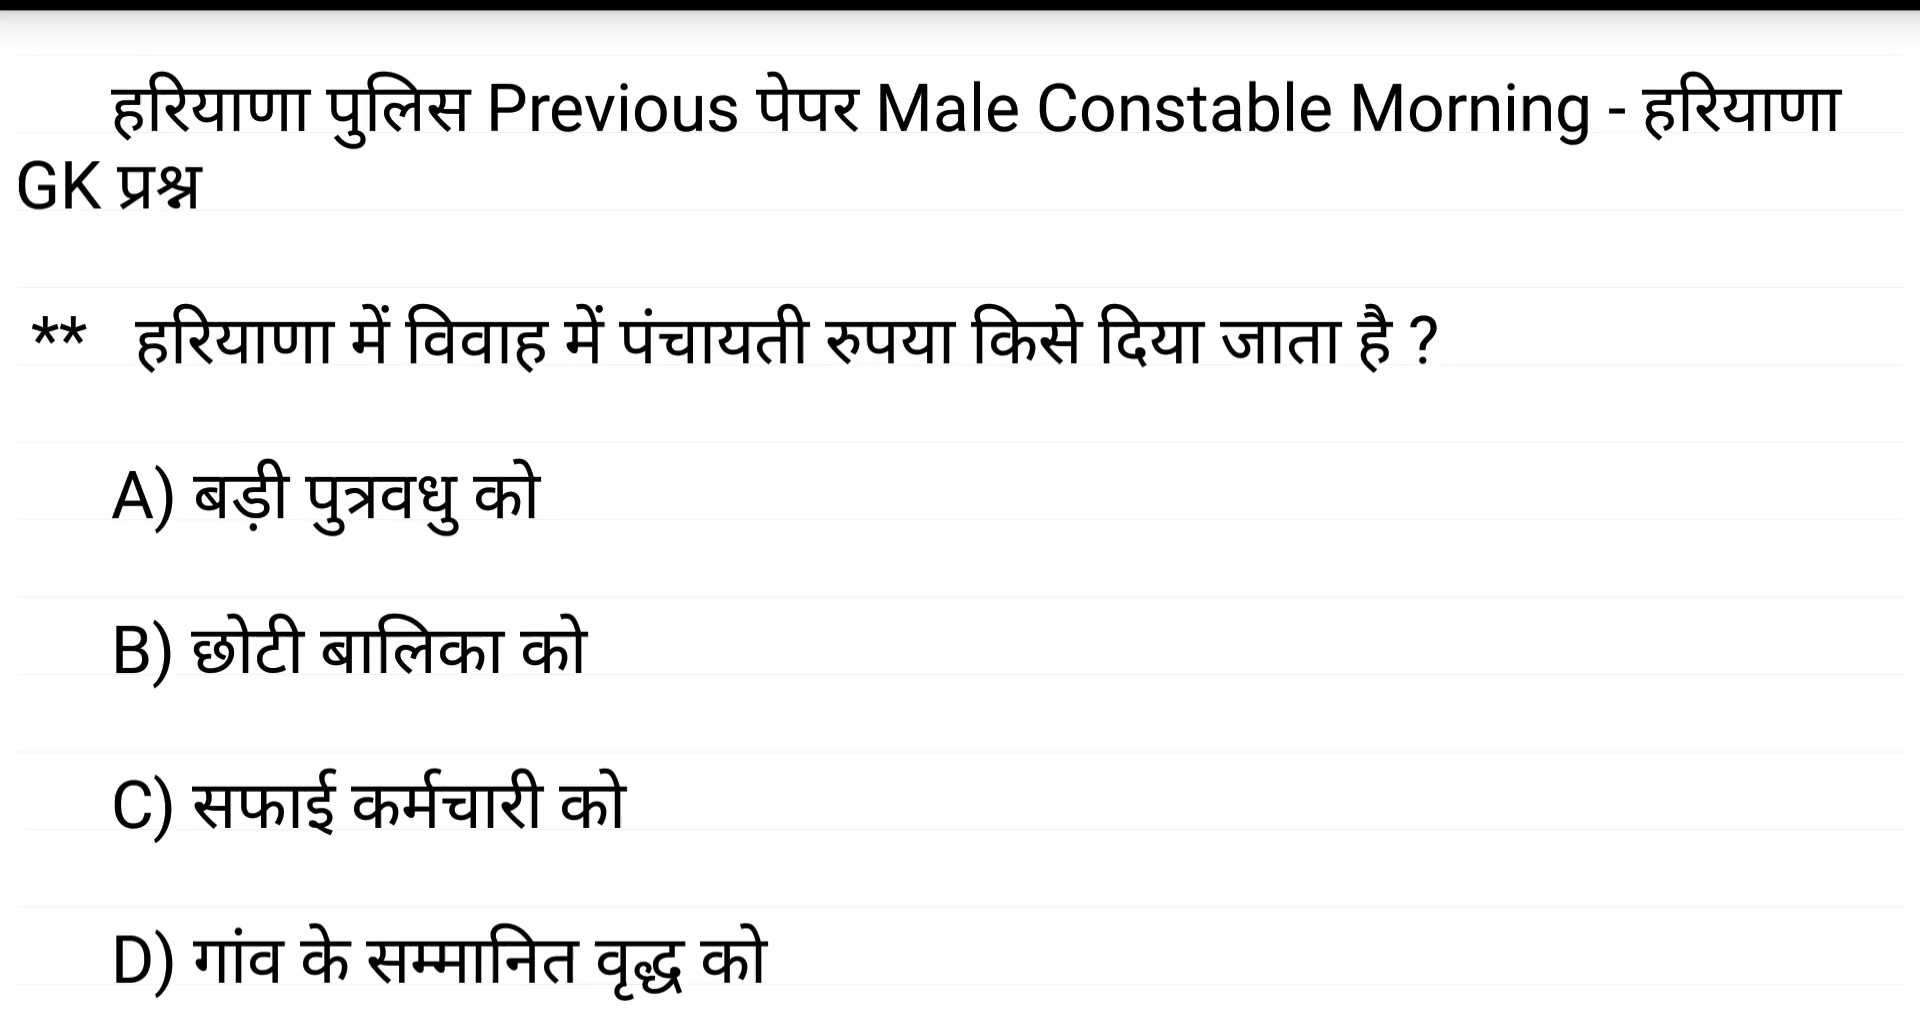 हरियाणा पुलिस Previous पेपर Male Constable Morning - हरियाणा
GK प्रश्न
** हरियाणा में विवाह में पंचायती रुपया किसे दिया जाता है ?
A) बड़ी पुत्रवधु को
B) छोटी बालिका को
C) सफाई कर्मचारी को
D) गांव के सम्मानित वृद्ध को